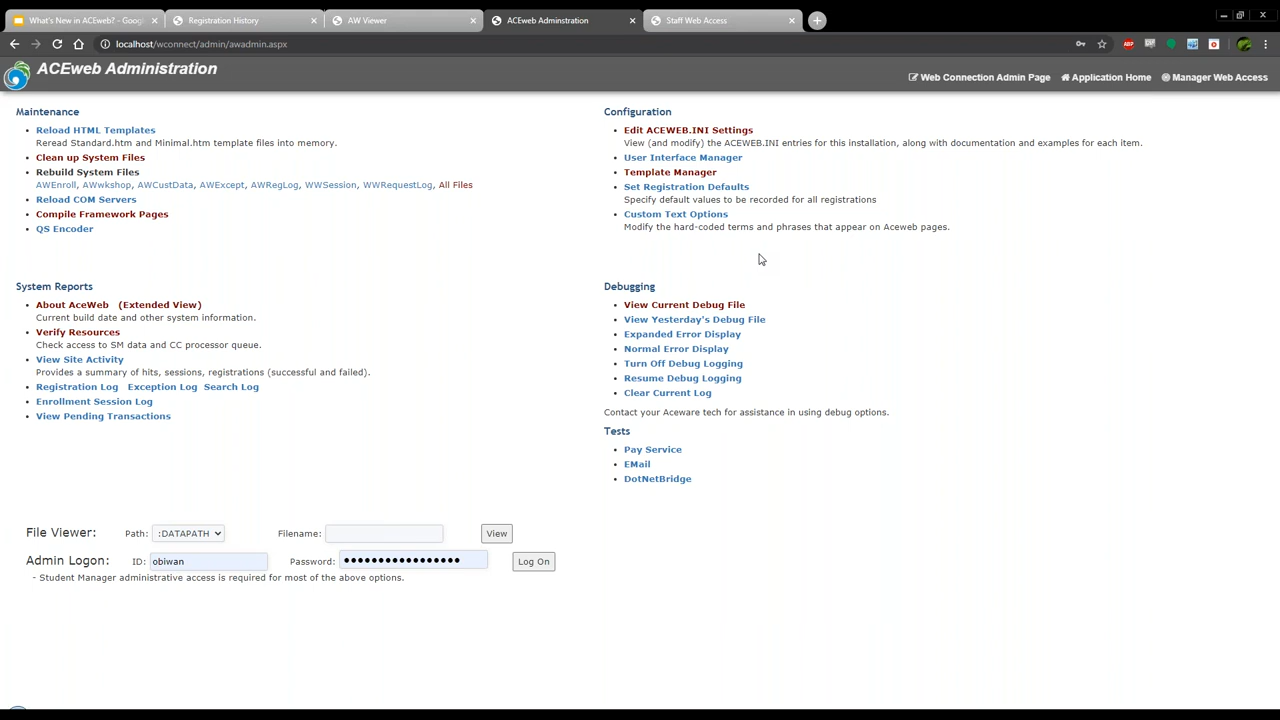 What's New in ACEweb? - Goog
Registration History
AW Viewer
ACEweb Adminstration
Staff Web Access
localhost/wconnect/admin/awadmin.aspx
ABP
ACEweb Administration
Web Connection Admin Page
Application Home
Manager Web Access
Maintenance
Reload HTML Templates
Reread Standard.htm and Minimal.htm template files into memory.
Clean up System Files
Rebuild System Files
AWEnroll, AWwkshop, AWCustData, AWExcept, AWRegLog, WWSession, WWRequestLog, All Files
Reload COM Servers
Compile Framework Pages
QS Encoder
Configuration
Edit ACEWEB.INI Settings
View (and modify) the ACEWEB.INI entries for this installation, along with documentation and examples for each item.
User Interface Manager
Template Manager
Set Registration Defaults
Specify default values to be recorded for all registrations
Custom Text Options
Modify the hard-coded terms and phrases that appear on Aceweb pages.
System Reports
About AceWeb (Extended View)
Current build date and other system information.
Verify Resources
Check access to SM data and CC processor queue.
View Site Activity
Provides a summary of hits, sessions, registrations (successful and failed).
Registration Log Exception Log Search Log
Enrollment Session Log
View Pending Transactions
Debugging
View Current Debug File
View Yesterday's Debug File
Expanded Error Display
Normal Error Display
Turn Off Debug Logging
Resume Debug Logging
Clear Current Log
Contact your Aceware tech for assistance in using debug options.
Tests
Pay Service
EMail
DotNetBridge
File Viewer: Path: :DATAPATH Filename: View
Admin Logon: ID: obiwan Password: ●●●●●●●●●●●●●●●●● Log On
- Student Manager administrative access is required for most of the above options.